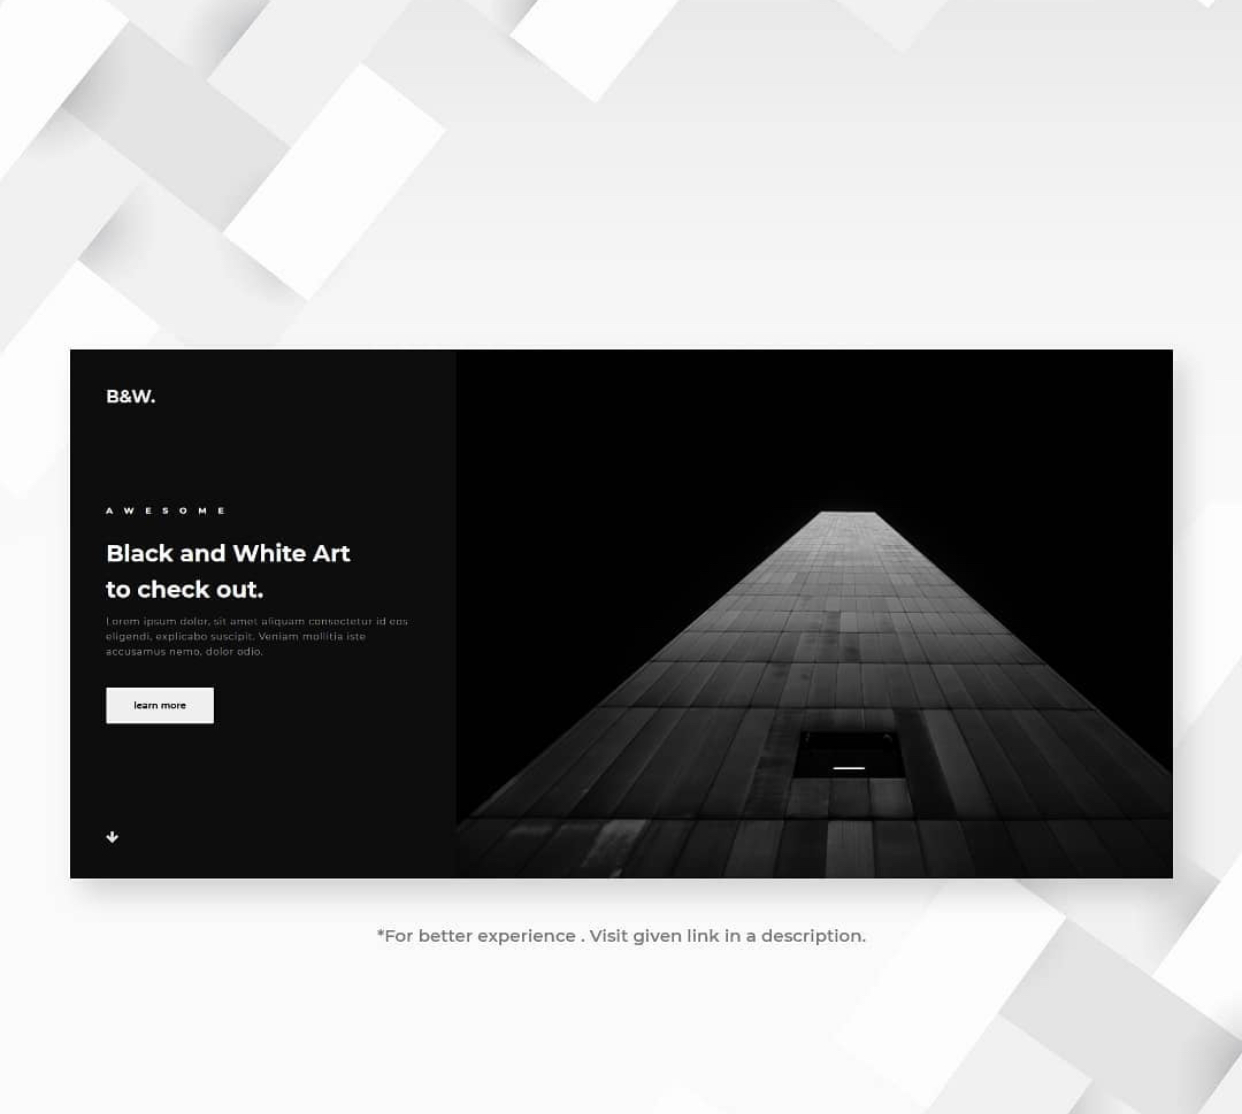 B&W.
AWESOME
Black and White Art
to check out.
Lorem ipsum dolor, sit amet aliquam consectetur id eos
eligendi, explicabo suscipit. Veniam mollitia iste
accusamus nemo, dolor odio.
learn more
*For better experience . Visit given link in a description.